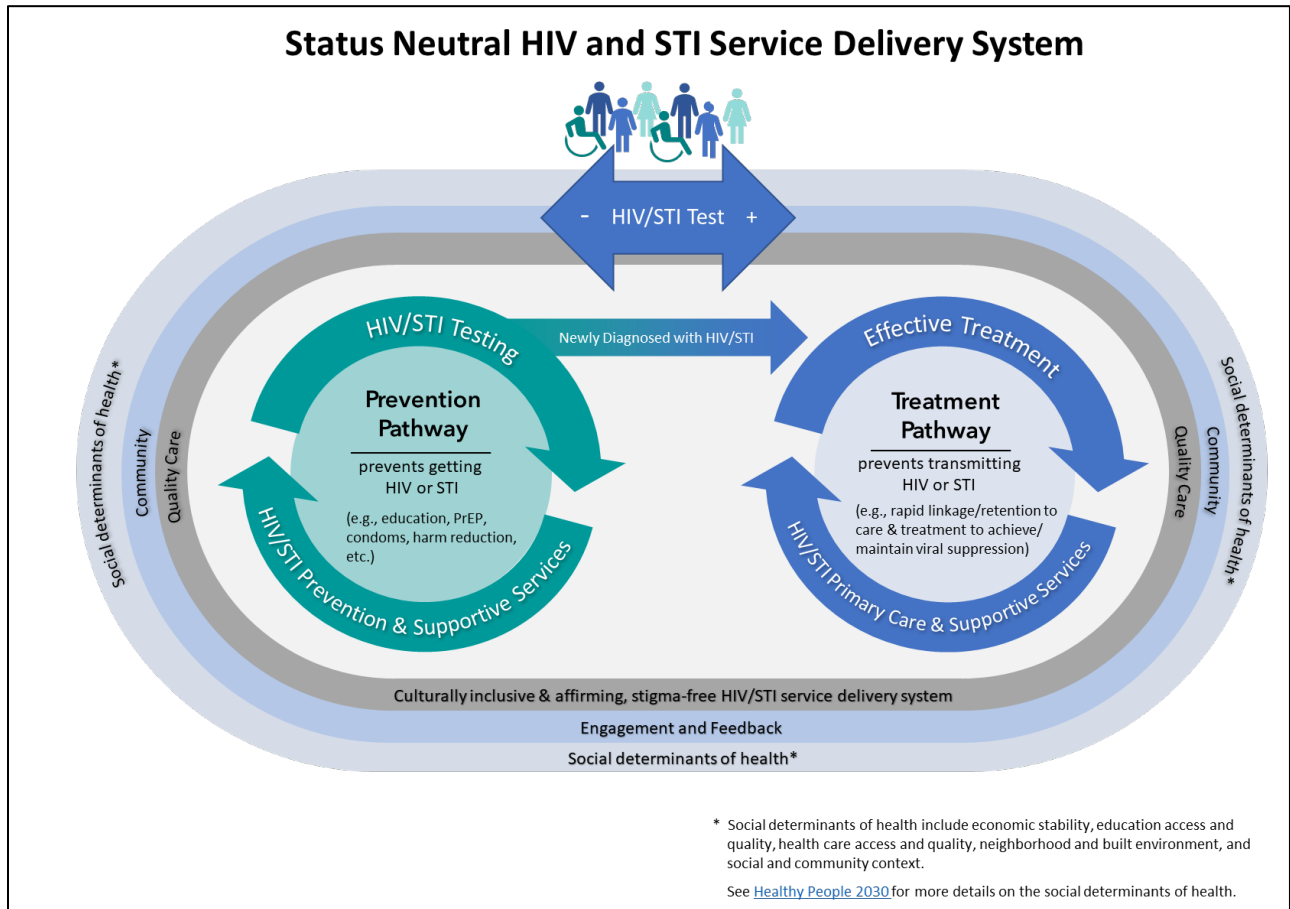 Status Neutral HIV and STI Service Delivery System
- HIV/STI Test +
HIV/STI Testing
Newly Diagnosed with HIV/STI
Effective Treatment
Prevention
Pathway
prevents getting
HIV or STI
(e.g., education, PrEP,
condoms, harm reduction,
etc.)
HIV/STI Prevention & Supportive Services
Treatment
Pathway
prevents transmitting
HIV or STI
(e.g., rapid linkage/retention to
care & treatment to achieve/
maintain viral suppression)
HIV/STI Primary Care & Supportive Services
Social determinants of health*
Community
Quality Care
Quality Care
Community
Social determinants of health*
Culturally inclusive & affirming, stigma-free HIV/STI service delivery system
Engagement and Feedback
Social determinants of health*
* Social determinants of health include economic stability, education access and
quality, health care access and quality, neighborhood and built environment, and
social and community context.
See Healthy People 2030 for more details on the social determinants of health.